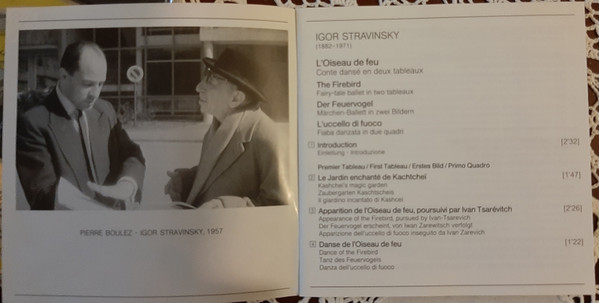 PIERRE BOULEZ · IGOR STRAVINSKY, 1957
IGOR STRAVINSKY
(1882–1971)
L'Oiseau de feu
Conte dansé en deux tableaux
The Firebird
Fairy-tale ballet in two tableaux
Der Feuervogel
Märchen-Ballett in zwei Bildern
L'uccello di fuoco
Fiaba danzata in due quadri
1 Introduction [2'32]
Einleitung · Introduzione
Premier Tableau / First Tableau / Erstes Bild / Primo Quadro
2 Le Jardin enchanté de Kachtcheï [1'47]
Kashchei's magic garden
Zaubergarten Kaschtscheis
Il giardino incantato di Kashcei
3 Apparition de l'Oiseau de feu, poursuivi par Ivan Tsarévitch [2'26]
Appearance of the Firebird, pursued by Ivan Tsarevich
Der Feuervogel erscheint, von Iwan Zarewitsch verfolgt
Apparizione dell'uccello di fuoco inseguito da Ivan Zarevich
4 Danse de l'Oiseau de feu [1'22]
Dance of the Firebird
Tanz des Feuervogels
Danza dell'uccello di fuoco